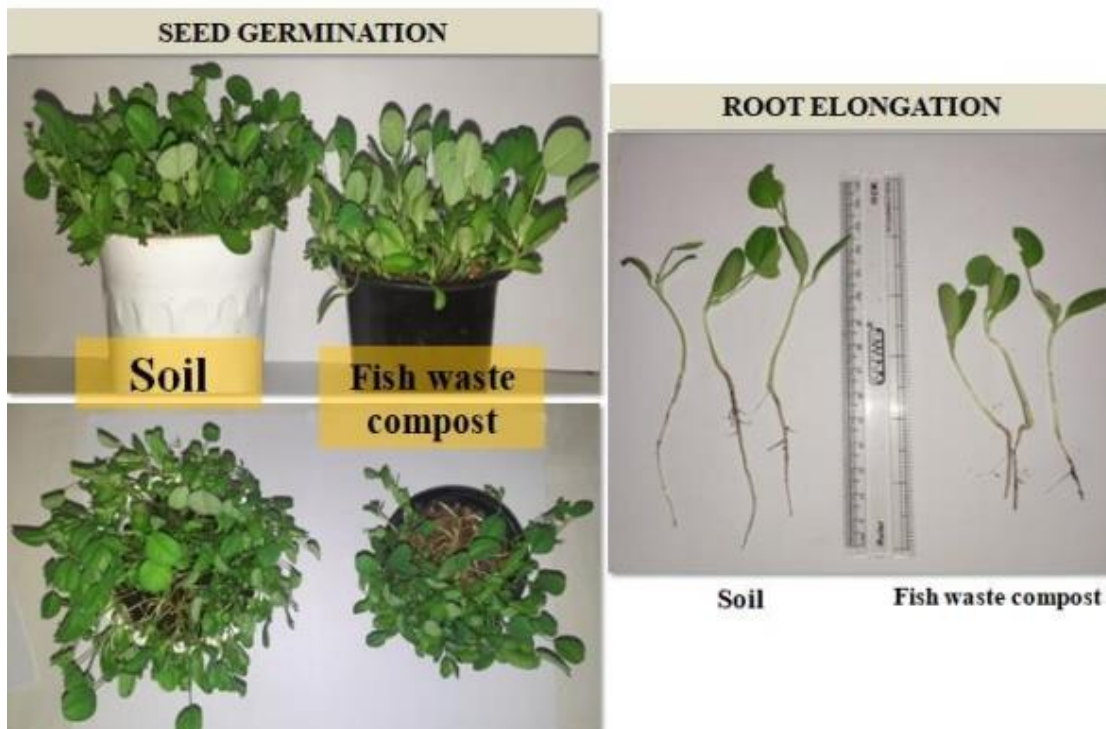 SEED GERMINATION
Soil
Fish waste
compost
ROOT ELONGATION
Soil
Fish waste compost